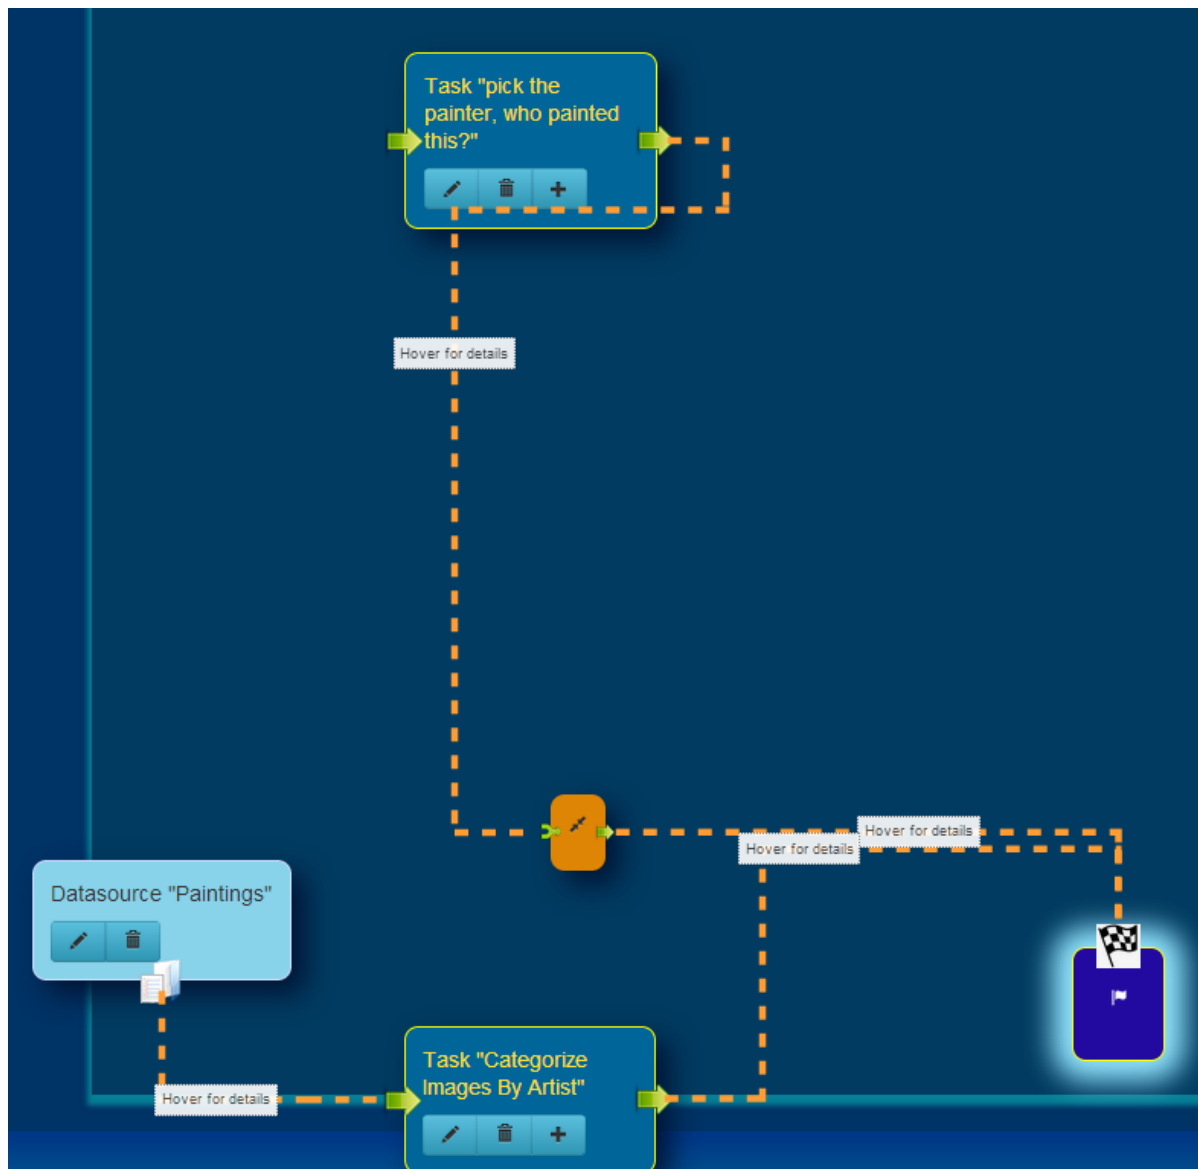 Task "pick the
painter, who painted
this?"
Hover for details
Hover for details
Hover for details
Datasource "Paintings"
Task "Categorize
Images By Artist"
Hover for details